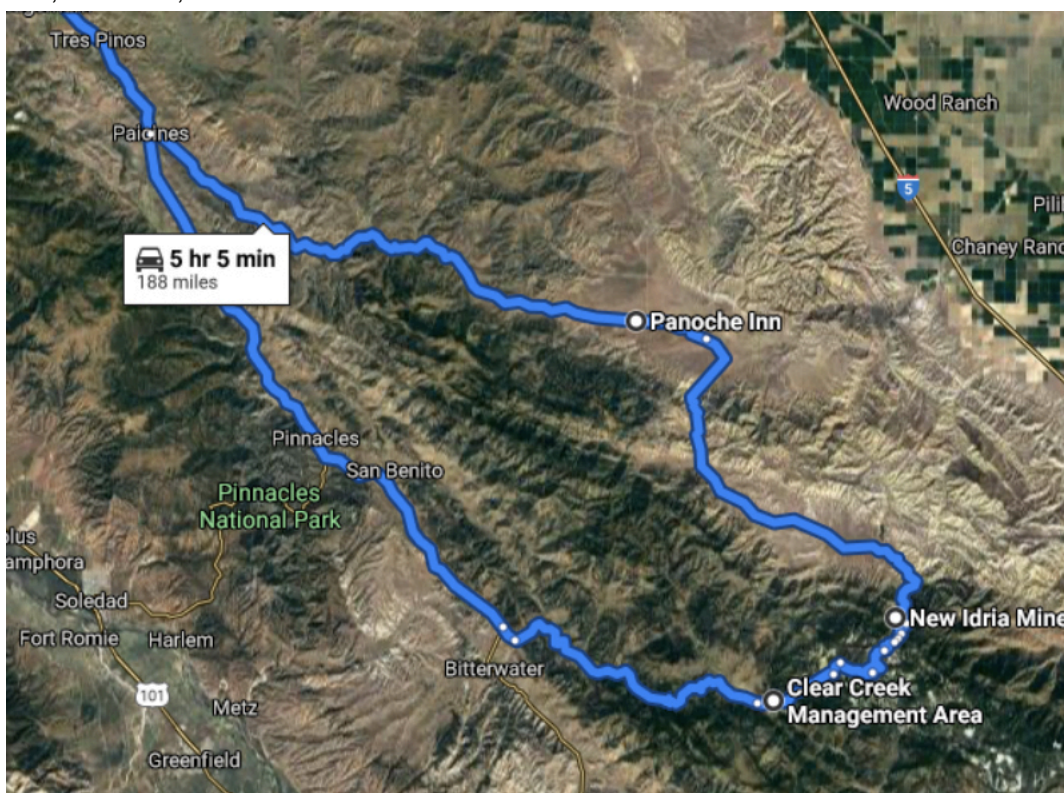 Tres Pinos
Wood Ranch
Paicines
5
5 hr 5 min
188 miles
Chaney Ranc
Panoche Inn
Pinnacles
San Benito
Pinnacles
National Park
amphora
Soledad
Fort Romie
Harlem
New Idria Mine
Bitterwater
Clear Creek
Management Area
101
Metz
Greenfield